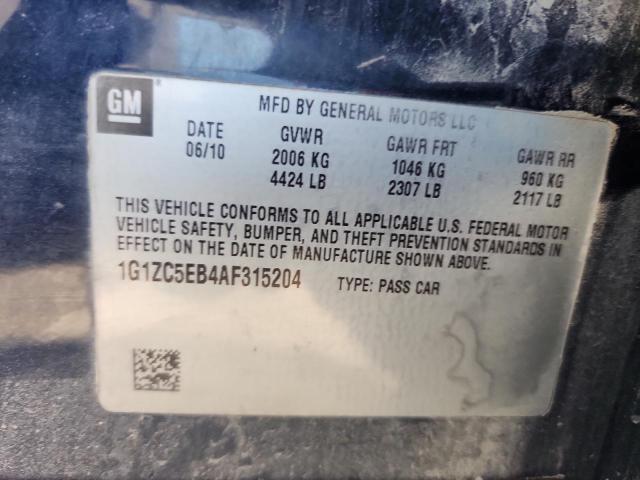 GM
MFD BY GENERAL MOTORS LLC
DATE GVWR GAWR FRT GAWR RR
06/10 2006 KG 1046 KG 960 KG
4424 LB 2307 LB 2117 LB
THIS VEHICLE CONFORMS TO ALL APPLICABLE U.S. FEDERAL MOTOR
VEHICLE SAFETY, BUMPER, AND THEFT PREVENTION STANDARDS IN
EFFECT ON THE DATE OF MANUFACTURE SHOWN ABOVE.
1G1ZC5EB4AF315204 TYPE: PASS CAR